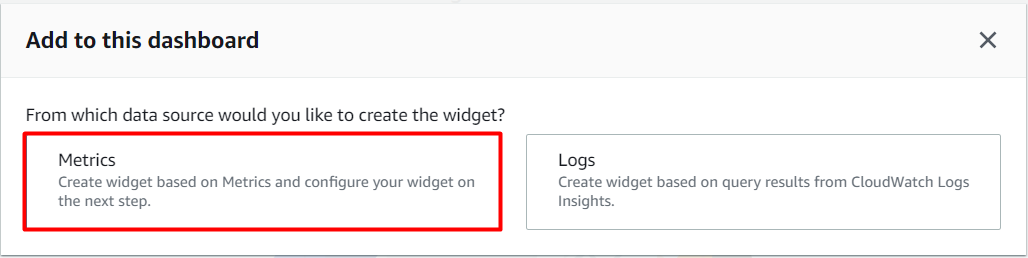 Add to this dashboard
From which data source would you like to create the widget?
Metrics
Create widget based on Metrics and configure your widget on
the next step.
Logs
Create widget based on query results from CloudWatch Logs
Insights.